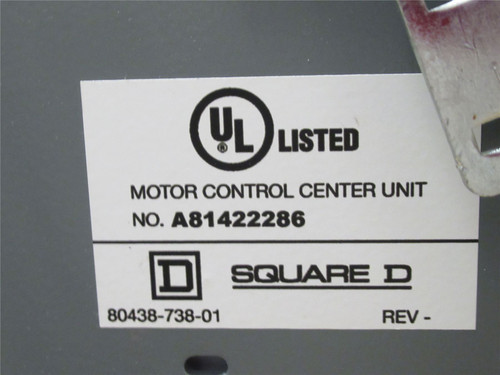 UL ® LISTED
MOTOR CONTROL CENTER UNIT
NO. A81422286
D SQUARE D
80438-738-01 REV -